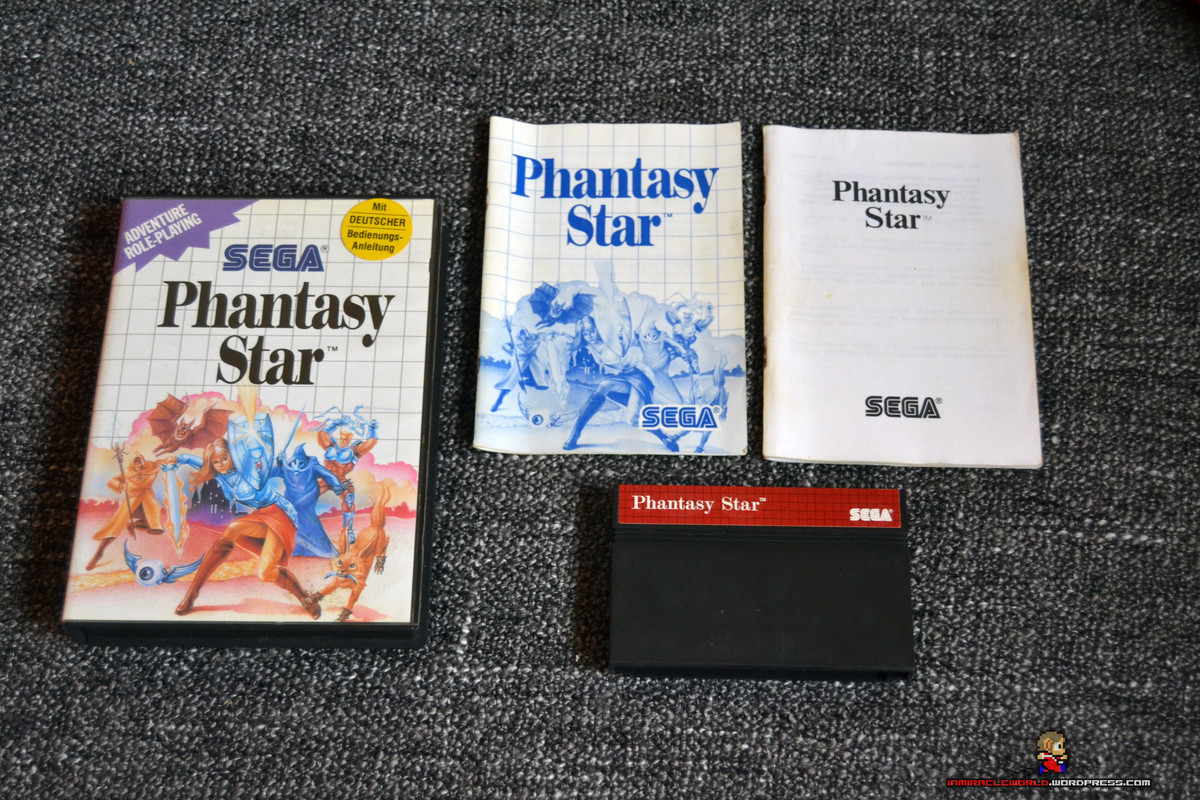 ADVENTURE
ROLE-PLAYING
Mit
DEUTSCHER
Bedienungs-
Anleitung
SEGA®
Phantasy
Star™
Phantasy
Star™
SEGA®
Phantasy
Star™
SEGA®
Phantasy Star™
SEGA®
INMIRACLEWORLD.WORDPRESS.COM